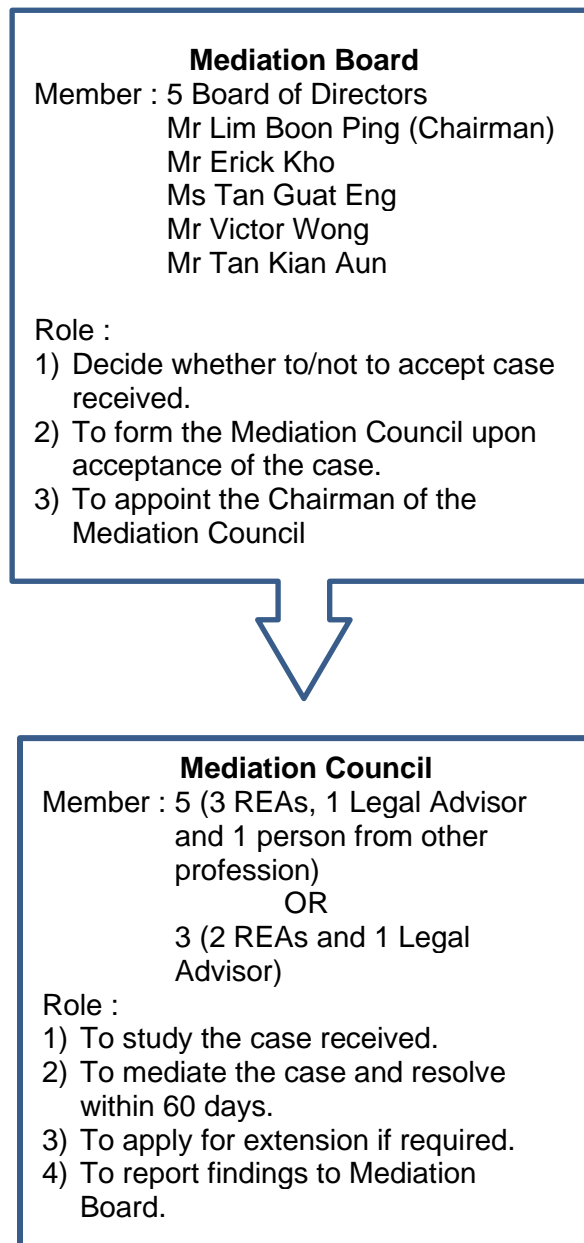 Mediation Board
Member : 5 Board of Directors
Mr Lim Boon Ping (Chairman)
Mr Erick Kho
Ms Tan Guat Eng
Mr Victor Wong
Mr Tan Kian Aun
Role :
1) Decide whether to/not to accept case
received.
2) To form the Mediation Council upon
acceptance of the case.
3) To appoint the Chairman of the
Mediation Council
Mediation Council
Member : 5 (3 REAs, 1 Legal Advisor
and 1 person from other
profession)
OR
3 (2 REAs and 1 Legal
Advisor)
Role :
1) To study the case received.
2) To mediate the case and resolve
within 60 days.
3) To apply for extension if required.
4) To report findings to Mediation
Board.